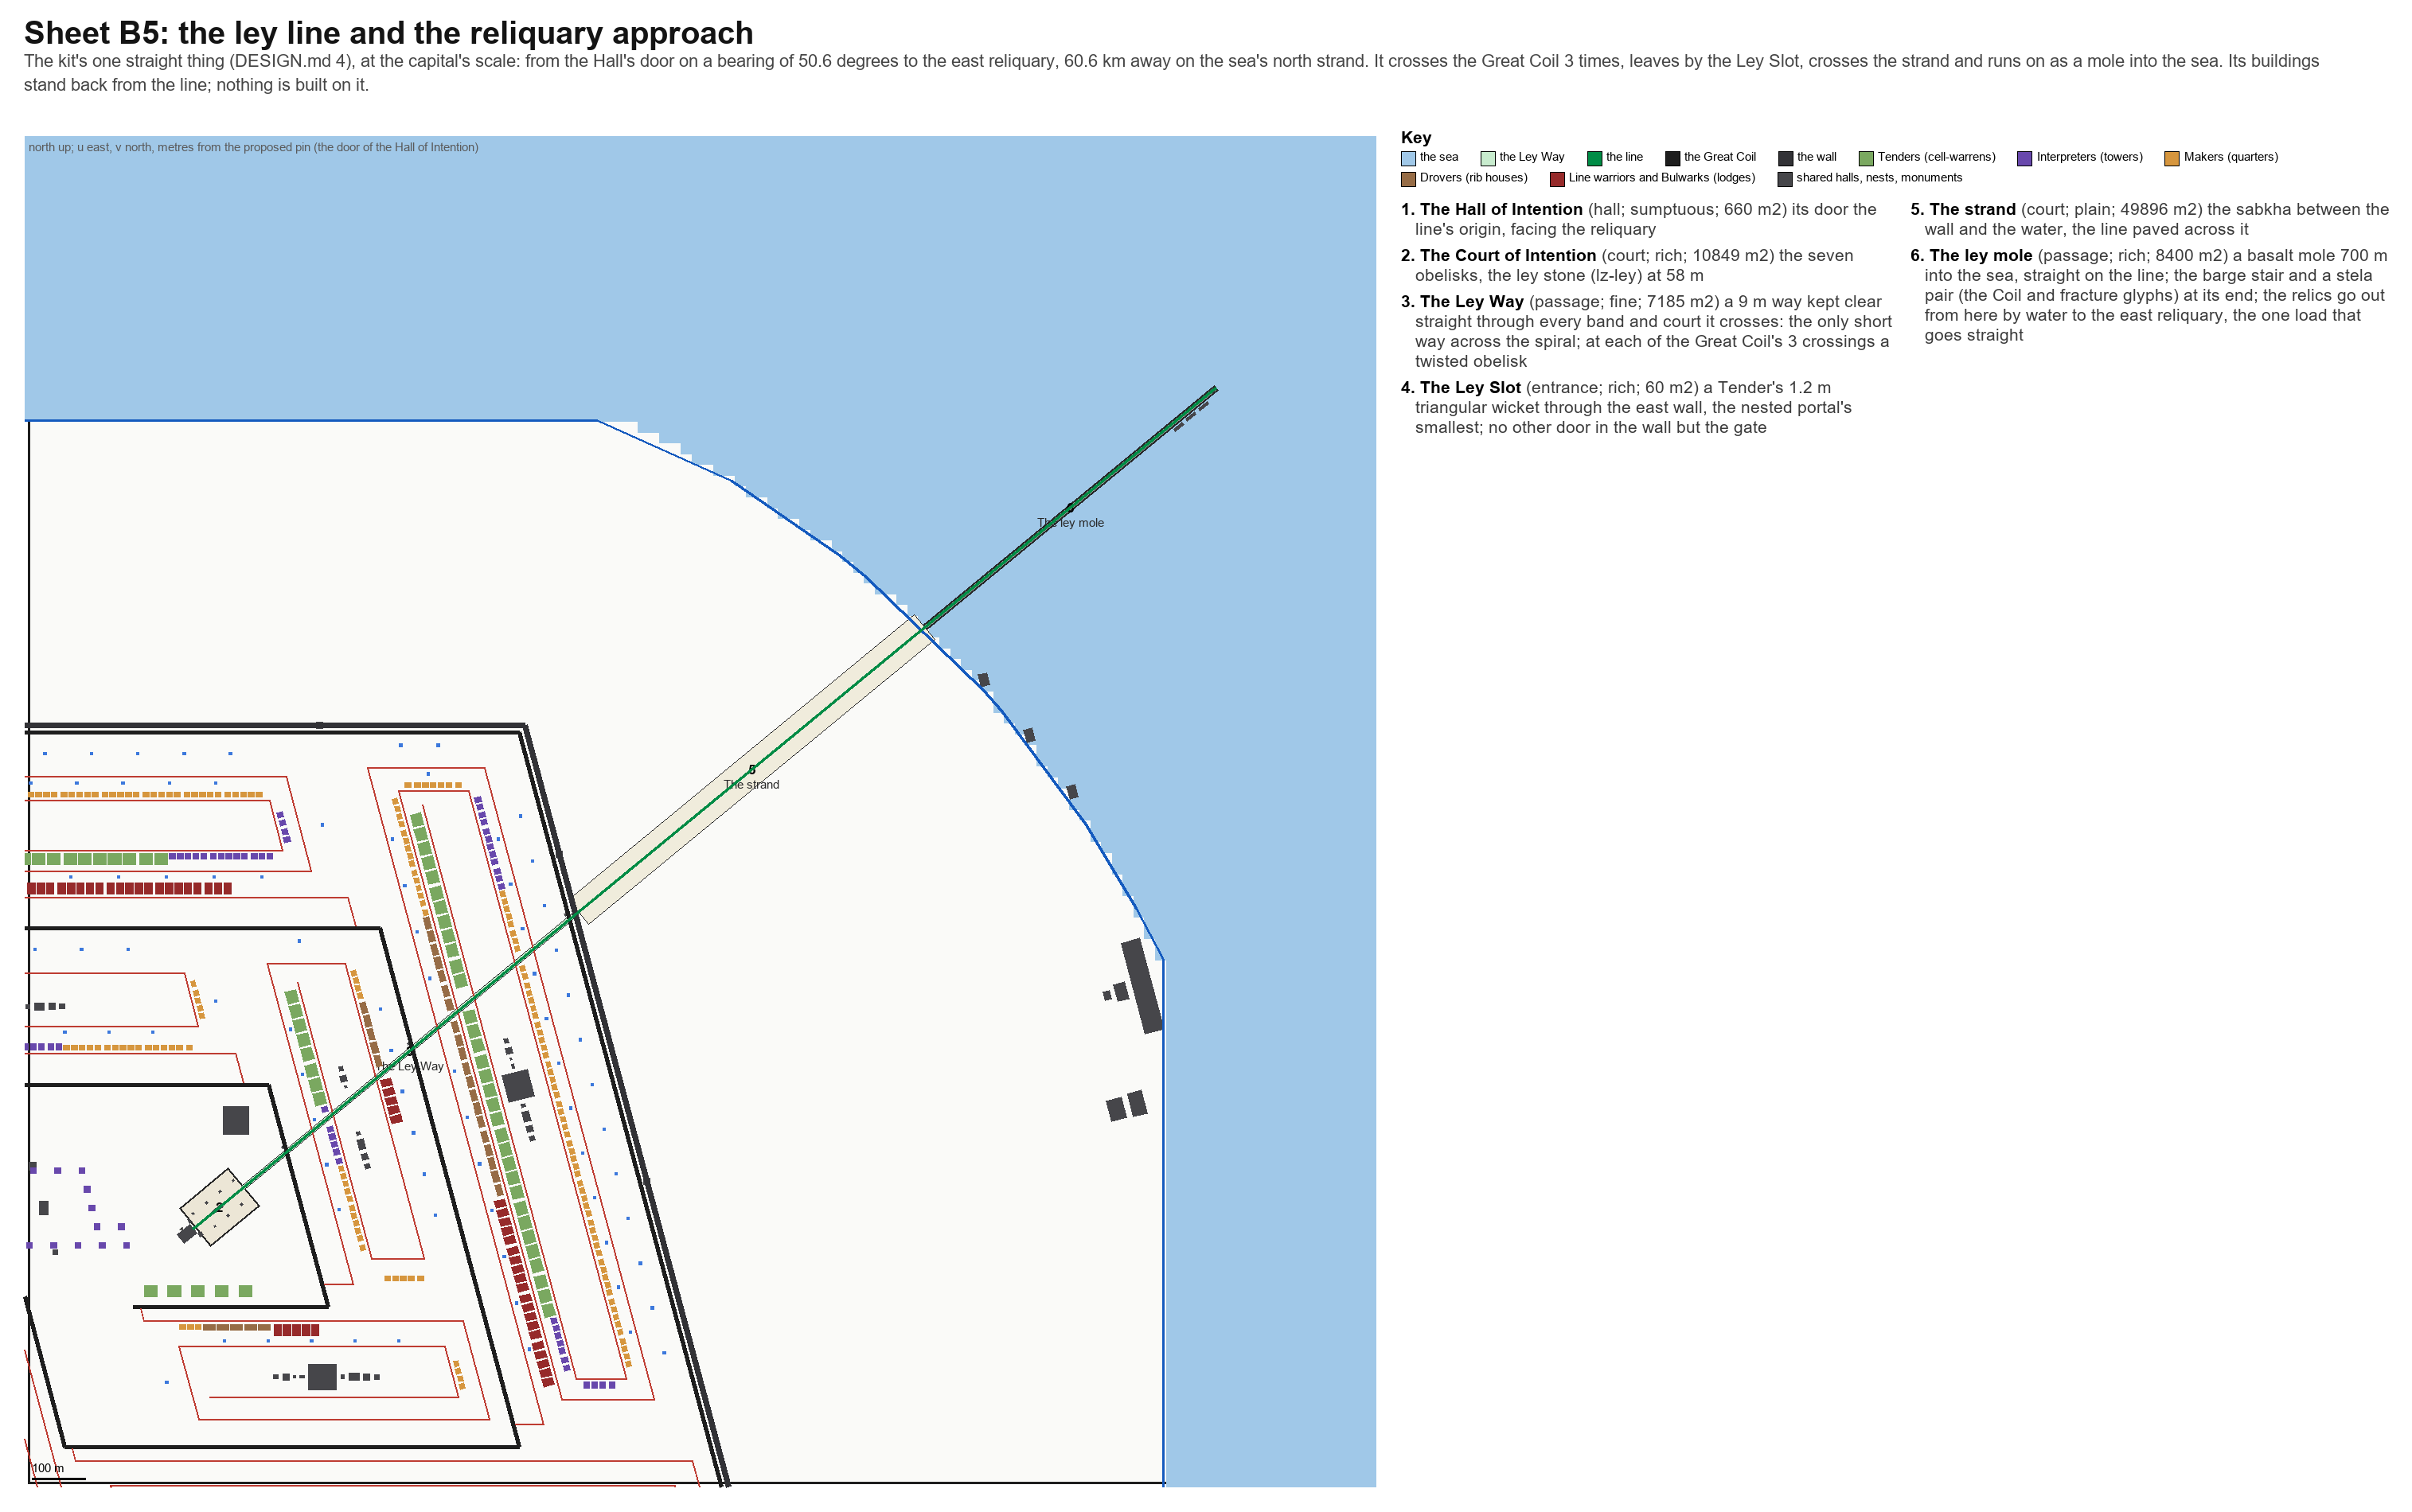 Sheet B5: the ley line and the reliquary approach
The kit's one straight thing (DESIGN.md 4), at the capital's scale: from the Hall's door on a bearing of 50.6 degrees to the east reliquary, 60.6 km away on the sea's north strand. It crosses the Great Coil 3 times, leaves by the Ley Slot, crosses the strand and runs on as a mole into the sea. Its buildings
stand back from the line; nothing is built on it.
north up; u east, v north, metres from the proposed pin (the door of the Hall of Intention)
The ley mole
5
The strand
The Ley Way
2
100 m
Key
the sea the Ley Way the line the Great Coil the wall Tenders (cell-warrens) Interpreters (towers) Makers (quarters)
Drovers (rib houses) Line warriors and Bulwarks (lodges) shared halls, nests, monuments
1. The Hall of Intention (hall; sumptuous; 660 m2) its door the
line's origin, facing the reliquary
2. The Court of Intention (court; rich; 10849 m2) the seven
obelisks, the ley stone (lz-ley) at 58 m
3. The Ley Way (passage; fine; 7185 m2) a 9 m way kept clear
straight through every band and court it crosses: the only short
way across the spiral; at each of the Great Coil's 3 crossings a
twisted obelisk
4. The Ley Slot (entrance; rich; 60 m2) a Tender's 1.2 m
triangular wicket through the east wall, the nested portal's
smallest; no other door in the wall but the gate
5. The strand (court; plain; 49896 m2) the sabkha between the
wall and the water, the line paved across it
6. The ley mole (passage; rich; 8400 m2) a basalt mole 700 m
into the sea, straight on the line; the barge stair and a stela
pair (the Coil and fracture glyphs) at its end; the relics go out
from here by water to the east reliquary, the one load that
goes straight